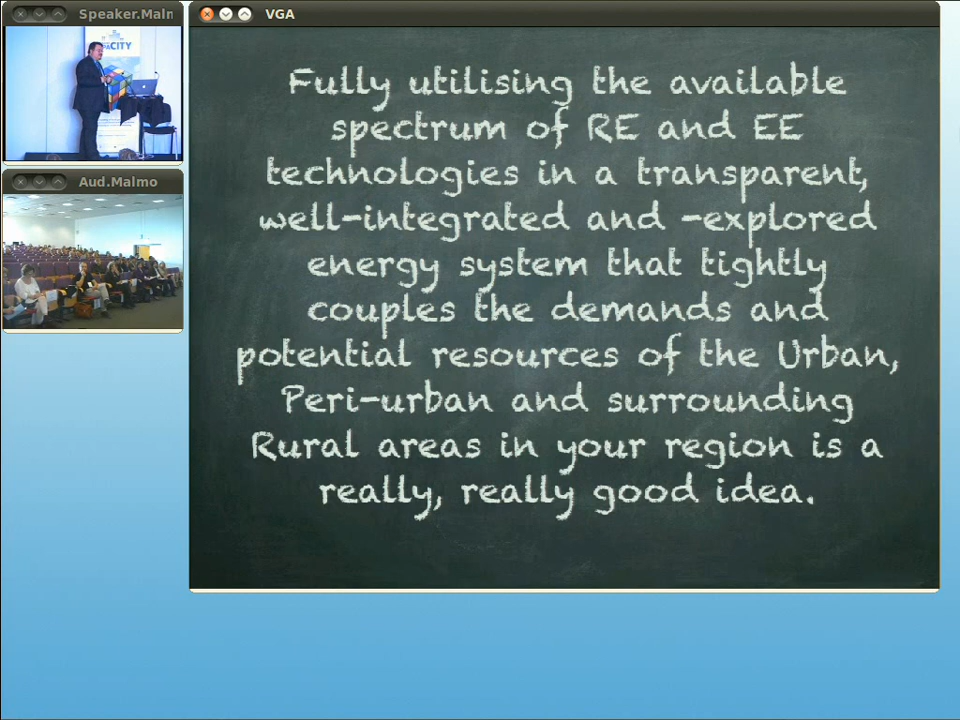 Speaker.Maln
VGA
CITY
Aud.Malmo
Fully utilising the available
spectrum of RE and EE
technologies in a transparent,
well-integrated and -explored
energy system that tightly
couples the demands and
potential resources of the Urban,
Peri-urban and surrounding
Rural areas in your region is a
really, really good idea.